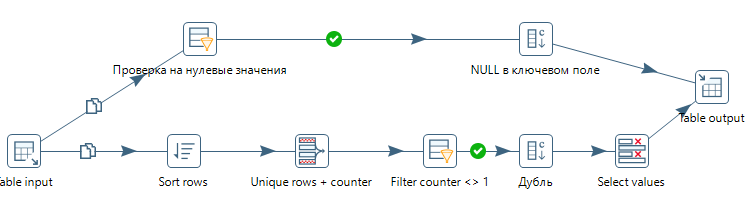 Проверка на нулевые значения
NULL в ключевом поле
Table output
Table input
Sort rows
Unique rows + counter
Filter counter <> 1
Дубль
Select values